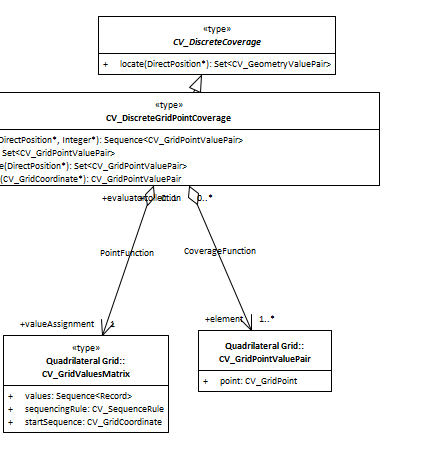 «type»
CV_DiscreteCoverage
+ locate(DirectPosition*): Set<CV_GeometryValuePair>
«type»
CV_DiscreteGridPointCoverage
DirectPosition*, Integer*): Sequence<CV_GridPointValuePair>
Set<CV_GridPointValuePair>
e(DirectPosition*): Set<CV_GridPointValuePair>
(CV_GridCoordinate*): CV_GridPointValuePair
0..*
PointFunction
CoverageFunction
+valueAssignment 1
+element 1..*
«type»
Quadrilateral Grid::
CV_GridValuesMatrix
+ values: Sequence<Record>
+ sequencingRule: CV_SequenceRule
+ startSequence: CV_GridCoordinate
Quadrilateral Grid::
CV_GridPointValuePair
+ point: CV_GridPoint